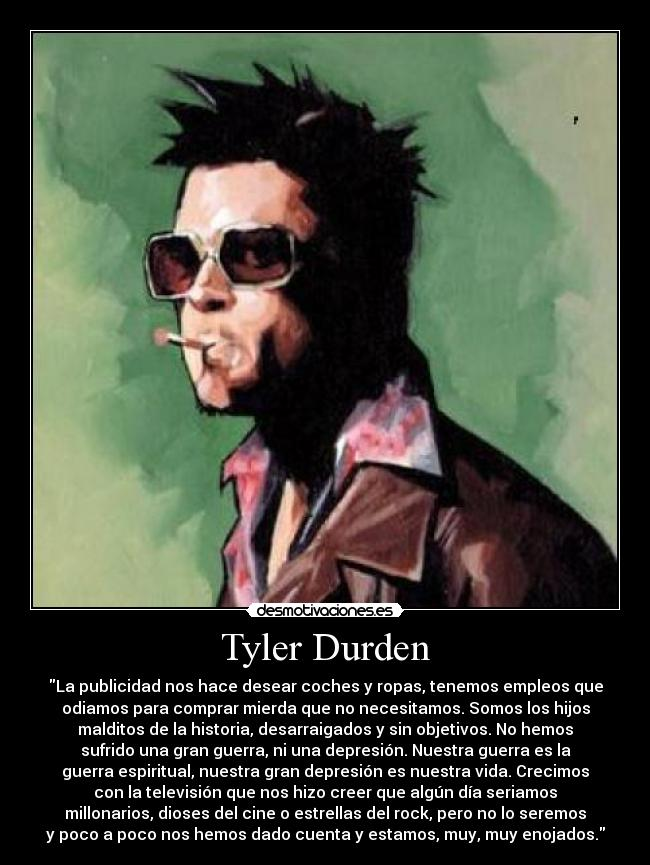 desmotivaciones.es
Tyler Durden
"La publicidad nos hace desear coches y ropas, tenemos empleos que
odiamos para comprar mierda que no necesitamos. Somos los hijos
malditos de la historia, desarraigados y sin objetivos. No hemos
sufrido una gran guerra, ni una depresión. Nuestra guerra es la
guerra espiritual, nuestra gran depresión es nuestra vida. Crecimos
con la televisión que nos hizo creer que algún día seriamos
millonarios, dioses del cine o estrellas del rock, pero no lo seremos
y poco a poco nos hemos dado cuenta y estamos, muy, muy enojados."